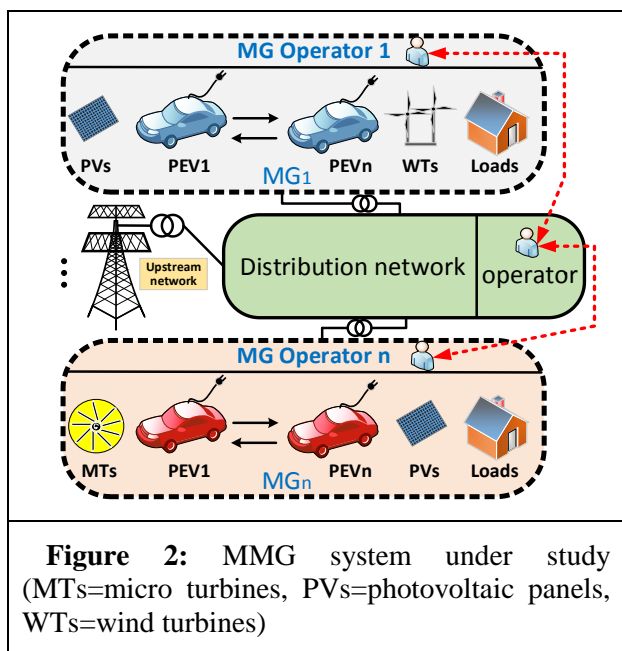 MG Operator 1
PVs
PEV1
PEVn
WTs
Loads
MG1
Distribution network
operator
Upstream
network
MG Operator n
MTs
PEV1
PEVn
PVs
Loads
MGn
Figure 2: MMG system under study
(MTs=micro turbines, PVs=photovoltaic panels,
WTs=wind turbines)